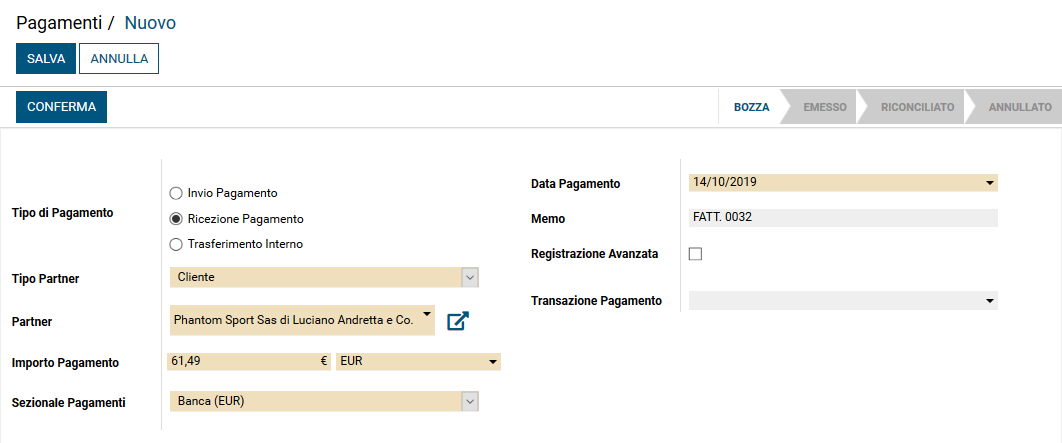 Pagamenti / Nuovo
SALVA ANNULLA
CONFERMA
BOZZA EMESSO RICONCILIATO ANNULLATO
Tipo di Pagamento
Invio Pagamento
Ricezione Pagamento
Trasferimento Interno
Tipo Partner Cliente
Partner Phantom Sport Sas di Luciano Andretta e Co.
Importo Pagamento 61,49 € EUR
Sezionale Pagamenti Banca (EUR)
Data Pagamento 14/10/2019
Memo FATT. 0032
Registrazione Avanzata
Transazione Pagamento